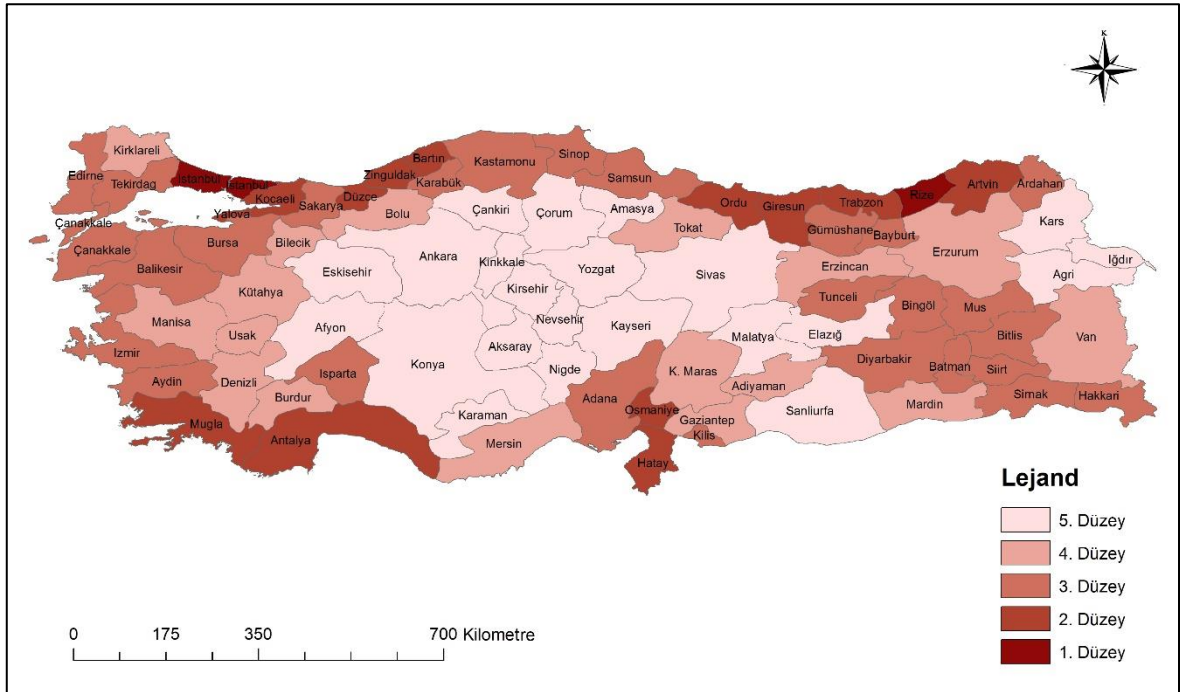 K
Kirklareli
Edirne
Tekirdag
İstanbul
İstanbul
Kocaeli
Yalova
Sakarya
Düzce
Zinguldak
Bartın
Karabük
Kastamonu
Sinop
Samsun
Ordu
Giresun
Trabzon
Rize
Artvin
Ardahan
Çanakkale
Çanakkale
Bursa
Bilecik
Bolu
Çankiri
Çorum
Amasya
Tokat
Gümüshane
Bayburt
Erzurum
Kars
Iğdır
Agri
Balikesir
Kütahya
Eskisehir
Ankara
Kırıkkale
Yozgat
Sivas
Erzincan
Kirsehir
Tunceli
Bingöl
Mus
Manisa
Usak
Afyon
Nevsehir
Kayseri
Malatya
Elazığ
Bitlis
Van
Izmir
Aksaray
Konya
Diyarbakir
Batman
Siirt
Aydin
Denizli
Isparta
Nigde
K. Maras
Adiyaman
Burdur
Adana
Sanliurfa
Mardin
Sirnak
Hakkari
Mugla
Antalya
Karaman
Mersin
Osmaniye
Gaziantep
Kilis
Hatay
Lejand
5. Düzey
4. Düzey
3. Düzey
2. Düzey
1. Düzey
0 175 350 700 Kilometre